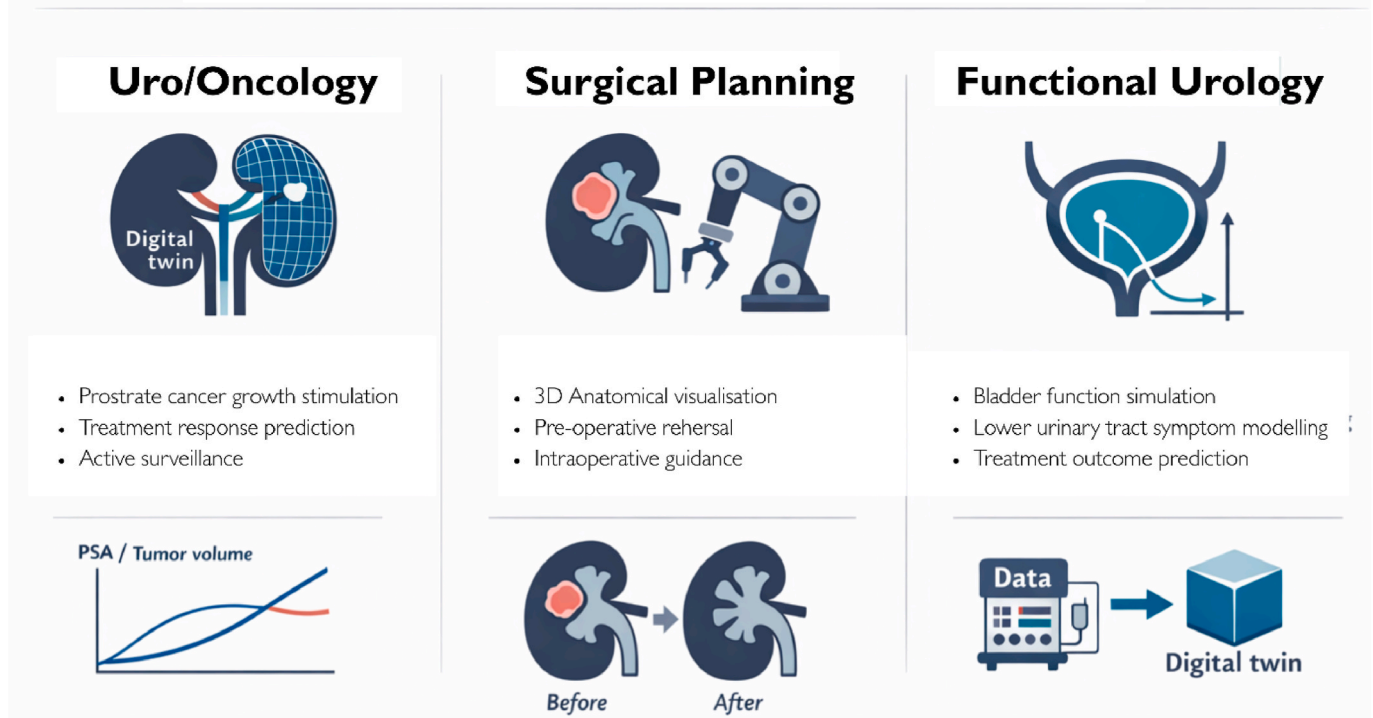 Uro/Oncology
Digital
twin
• Prostrate cancer growth stimulation
• Treatment response prediction
• Active surveillance
PSA / Tumor volume
Surgical Planning
• 3D Anatomical visualisation
• Pre-operative rehersal
• Intraoperative guidance
Before
After
Functional Urology
• Bladder function simulation
• Lower urinary tract symptom modelling
• Treatment outcome prediction
Data
Digital twin